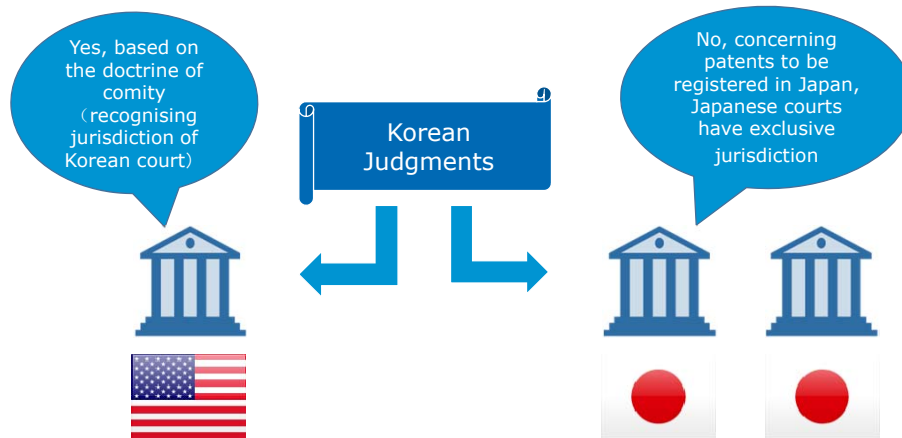 Yes, based on
the doctrine of
comity
（recognising
jurisdiction of
Korean court）
Korean
Judgments
No, concerning
patents to be
registered in Japan,
Japanese courts
have exclusive
jurisdiction